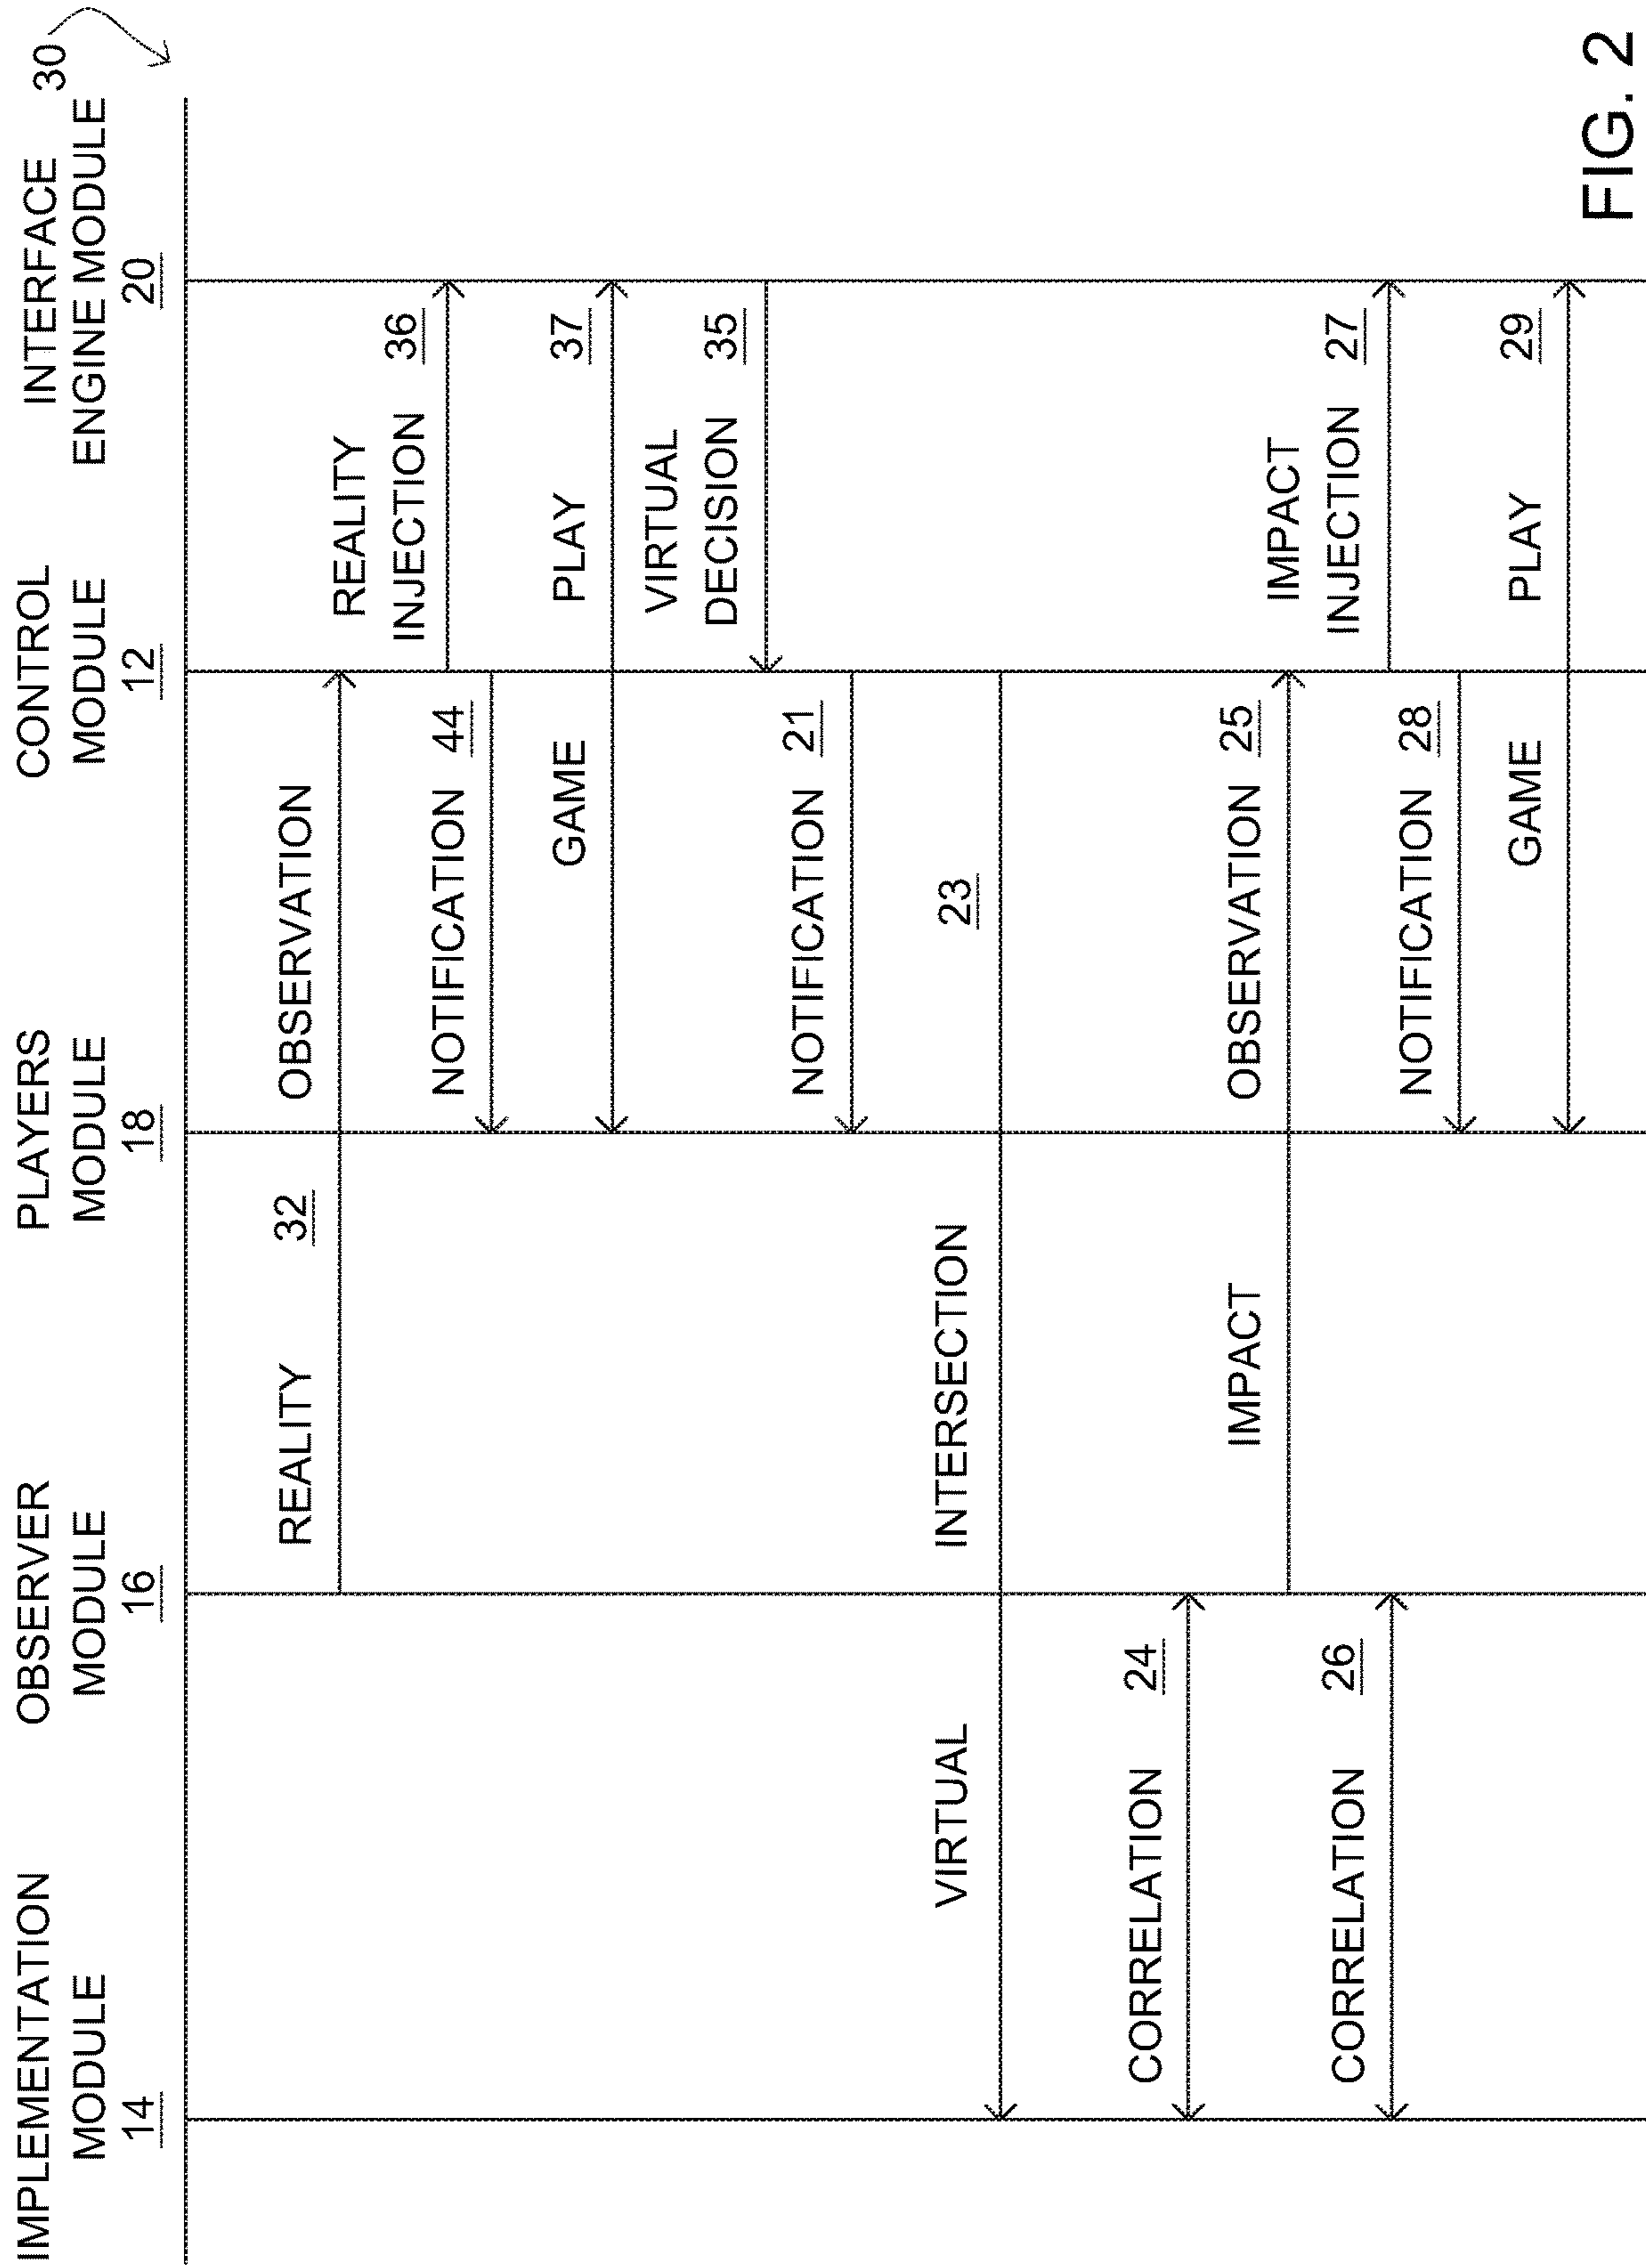 30
IMPLEMENTATION
MODULE
14
OBSERVER
MODULE
16
PLAYERS
MODULE
18
CONTROL
MODULE
12
INTERFACE
ENGINE MODULE
20
REALITY 32 OBSERVATION
REALITY
INJECTION 36
NOTIFICATION 44
GAME PLAY 37
VIRTUAL
DECISION 35
NOTIFICATION 21
VIRTUAL INTERSECTION 23
CORRELATION 24
IMPACT OBSERVATION 25
IMPACT
INJECTION 27
CORRELATION 26
NOTIFICATION 28
GAME PLAY 29
FIG. 2